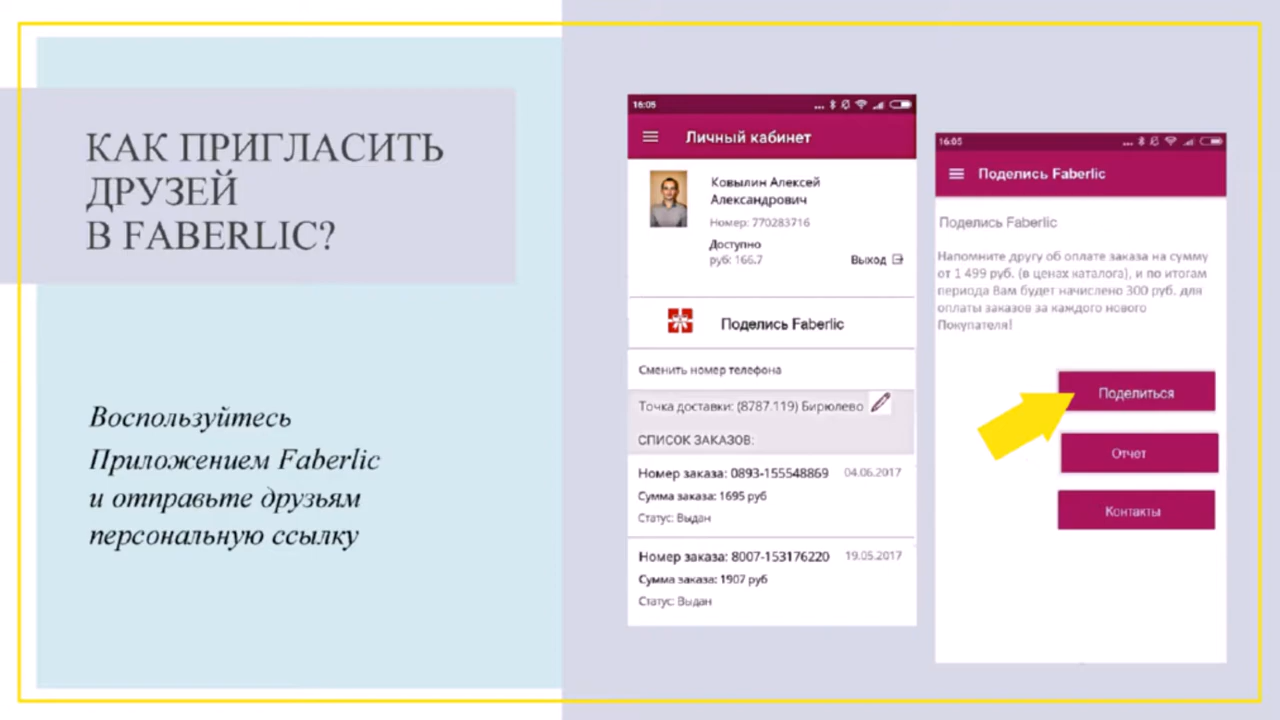 КАК ПРИГЛАСИТЬ
ДРУЗЕЙ
В FABERLIC?
Воспользуйтесь
Приложением Faberlic
и отправьте друзьям
персональную ссылку
16:05
Личный кабинет
Ковылин Алексей
Александрович
Номер: 770283716
Доступно
руб: 166.7
Выход
Поделись Faberlic
Сменить номер телефона
Точка доставки: (8787.119) Бирюлево
СПИСОК ЗАКАЗОВ:
Номер заказа: 0893-155548869 04.06.2017
Сумма заказа: 1695 руб
Статус: Выдан
Номер заказа: 8007-153176220 19.05.2017
Сумма заказа: 1907 руб
Статус: Выдан
16:05
Поделись Faberlic
Поделись Faberlic
Напомните другу об оплате заказа на сумму
от 1 499 руб. (в ценах каталога), и по итогам
периода Вам будет начислено 300 руб. для
оплаты заказов за каждого нового
Покупателя!
Поделиться
Отчет
Контакты